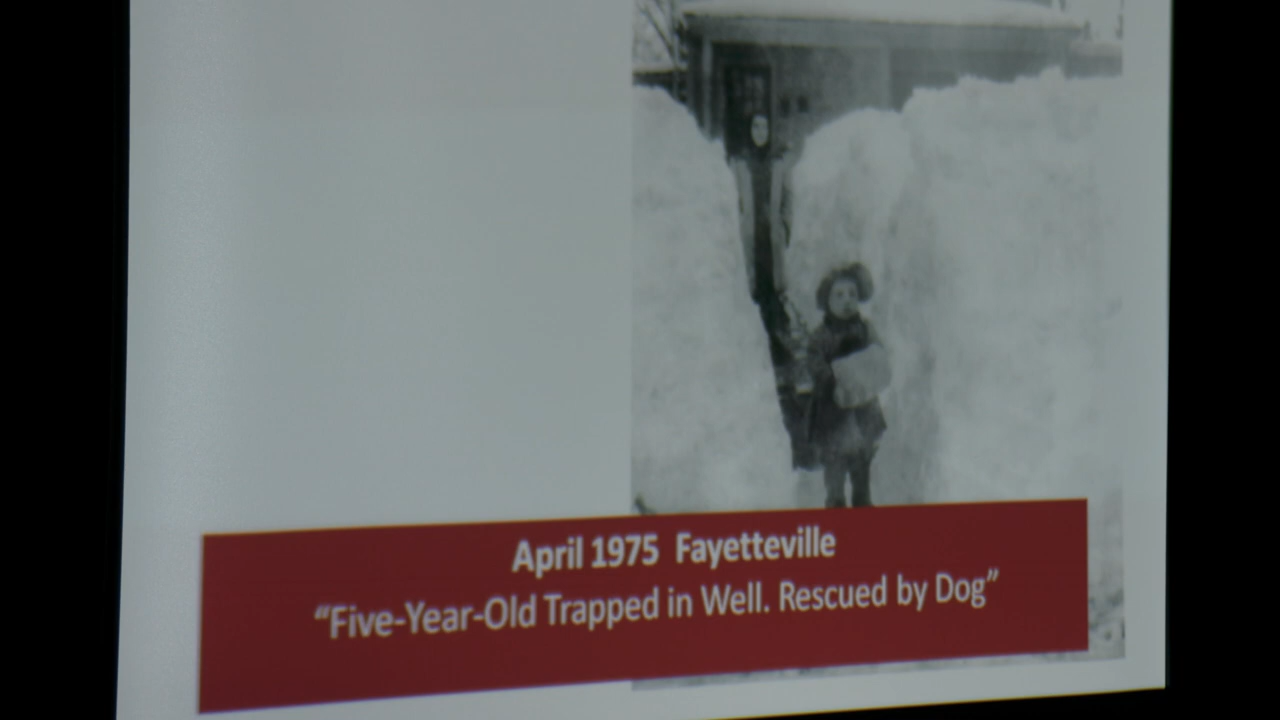 April 1975 Fayetteville
“Five-Year-Old Trapped in Well. Rescued by Dog”